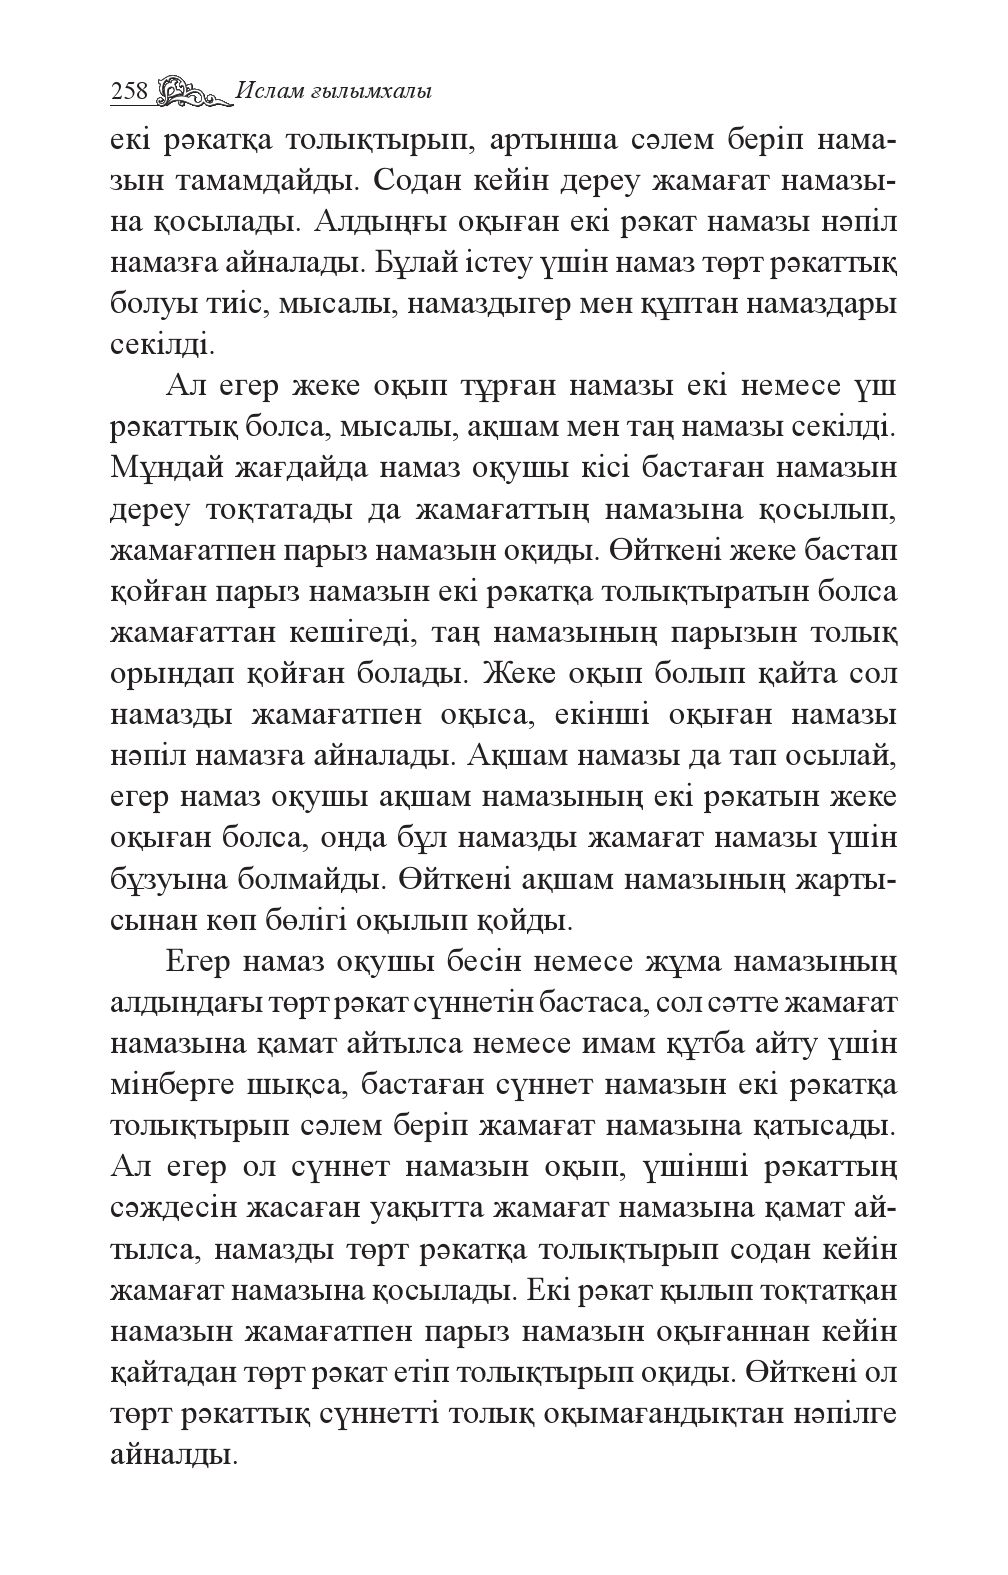 258 Ислам ғылымхалы
екі рәкатқа толықтырып, артынша сәлем беріп нама-
зын тамамдайды. Содан кейін дереу жамағат намазы-
на қосылады. Алдыңғы оқыған екі рәкат намазы нәпіл
намазға айналады. Бұлай істеу үшін намаз төрт рәкаттық
болуы тиіс, мысалы, намаздыгер мен құптан намаздары
секілді.
Ал егер жеке оқып тұрған намазы екі немесе үш
рәкаттық болса, мысалы, ақшам мен таң намазы секілді.
Мұндай жағдайда намаз оқушы кісі бастаған намазын
дереу тоқтатады да жамағаттың намазына қосылып,
жамағатпен парыз намазын оқиды. Өйткені жеке бастап
қойған парыз намазын екі рәкатқа толықтыратын болса
жамағаттан кешігеді, таң намазының парызын толық
орындап қойған болады. Жеке оқып болып қайта сол
намазды жамағатпен оқыса, екінші оқыған намазы
нәпіл намазға айналады. Ақшам намазы да тап осылай,
егер намаз оқушы ақшам намазының екі рәкатын жеке
оқыған болса, онда бұл намазды жамағат намазы үшін
бұзуына болмайды. Өйткені ақшам намазының жарты-
сынан көп бөлігі оқылып қойды.
Егер намаз оқушы бесін немесе жұма намазының
алдындағы төрт рәкат сүннетін бастаса, сол сәтте жамағат
намазына қамат айтылса немесе имам құтба айту үшін
мінберге шықса, бастаған сүннет намазын екі рәкатқа
толықтырып сәлем беріп жамағат намазына қатысады.
Ал егер ол сүннет намазын оқып, үшінші рәкаттың
сәждесін жасаған уақытта жамағат намазына қамат ай-
тылса, намазды төрт рәкатқа толықтырып содан кейін
жамағат намазына қосылады. Екі рәкат қылып тоқтатқан
намазын жамағатпен парыз намазын оқығаннан кейін
қайтадан төрт рәкат етіп толықтырып оқиды. Өйткені ол
төрт рәкаттық сүннетті толық оқымағандықтан нәпілге
айналды.